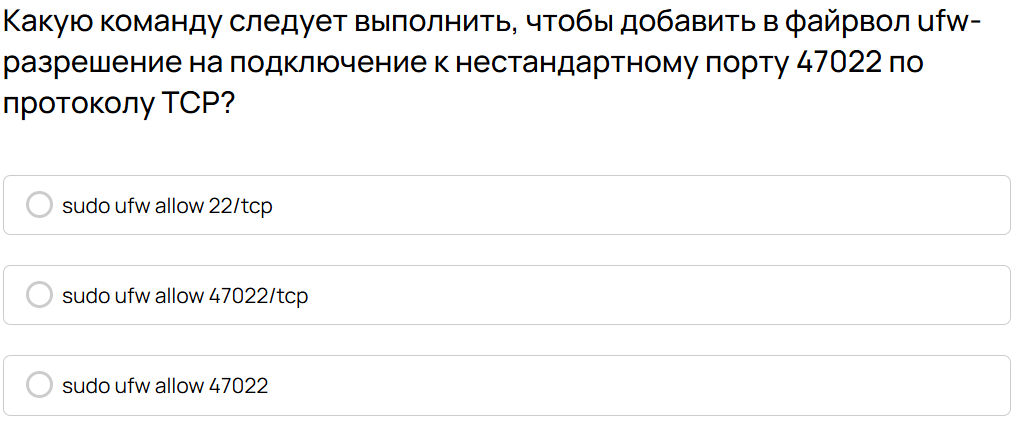 Какую команду следует выполнить, чтобы добавить в файрвол ufw-
разрешение на подключение к нестандартному порту 47022 по
протоколу TCP?
sudo ufw allow 22/tcp
sudo ufw allow 47022/tcp
sudo ufw allow 47022